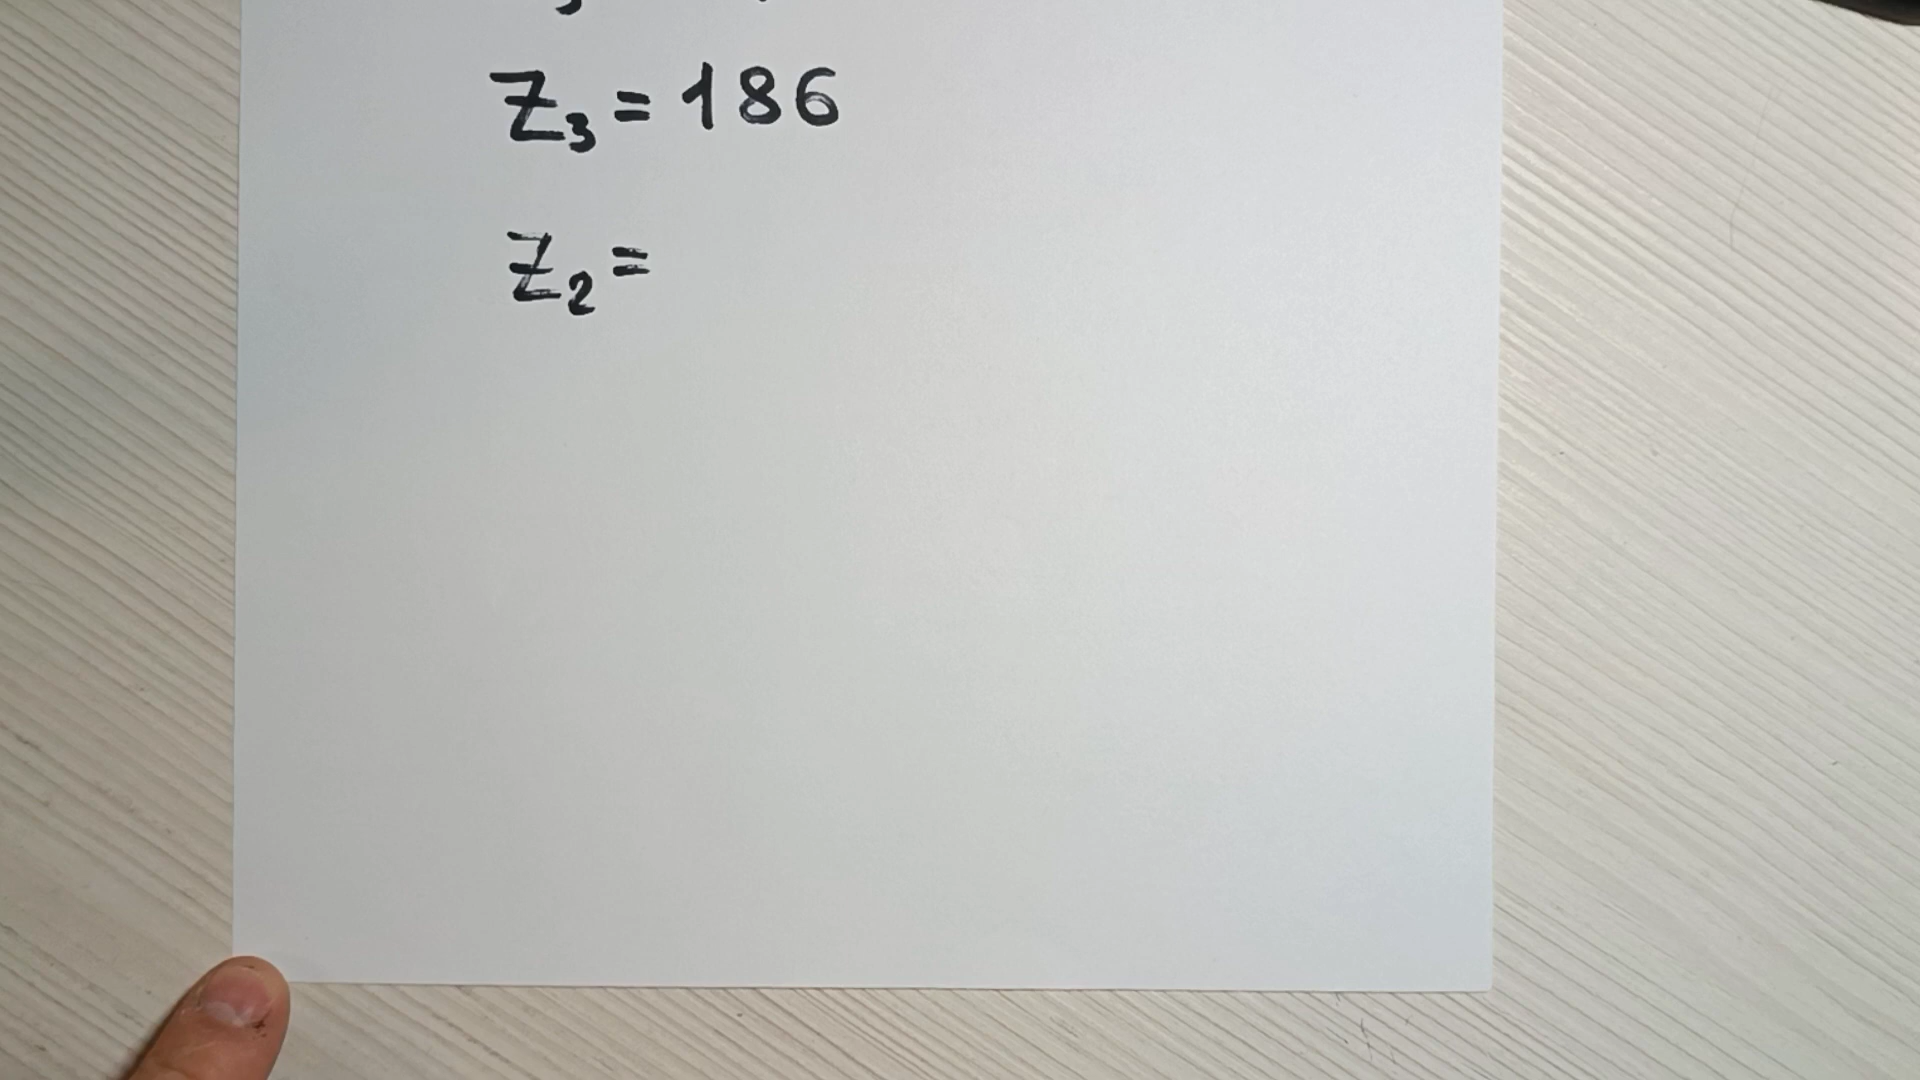 Z₃ = 186
Z₂ =